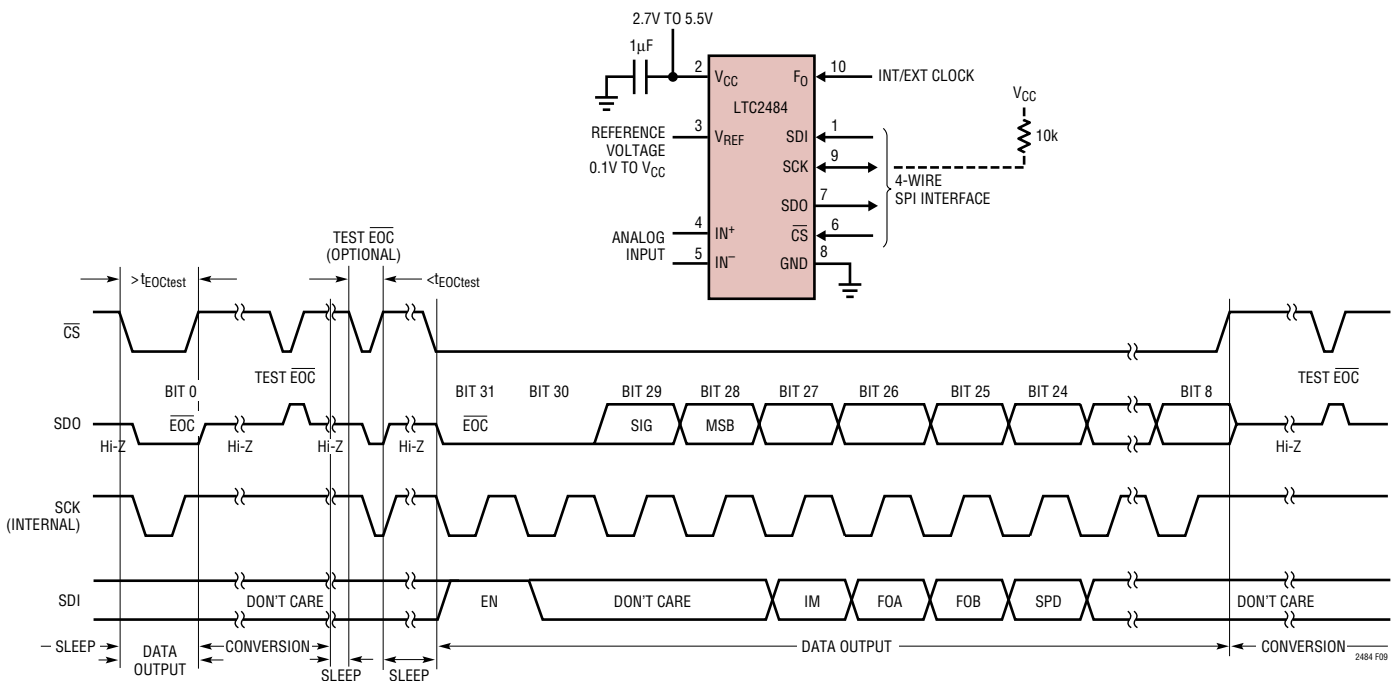 2.7V TO 5.5V
1µF
2
VCC
FO
10
INT/EXT CLOCK
LTC2484
VCC
10k
REFERENCE
VOLTAGE
0.1V TO VCC
3
VREF
SDI
1
SCK
9
4-WIRE
SPI INTERFACE
SDO
7
ANALOG
INPUT
4
IN+
CS
6
5
IN–
GND
8
TEST EOC
(OPTIONAL)
>tEOCtest
<tEOCtest
CS
TEST EOC
TEST EOC
BIT 0
BIT 31
BIT 30
BIT 29
BIT 28
BIT 27
BIT 26
BIT 25
BIT 24
BIT 8
SDO
EOC
EOC
SIG
MSB
Hi-Z
Hi-Z
Hi-Z
Hi-Z
Hi-Z
SCK
(INTERNAL)
SDI
DON'T CARE
EN
DON'T CARE
IM
FOA
FOB
SPD
DON'T CARE
SLEEP
DATA
OUTPUT
CONVERSION
SLEEP
SLEEP
DATA OUTPUT
CONVERSION
2484 F09